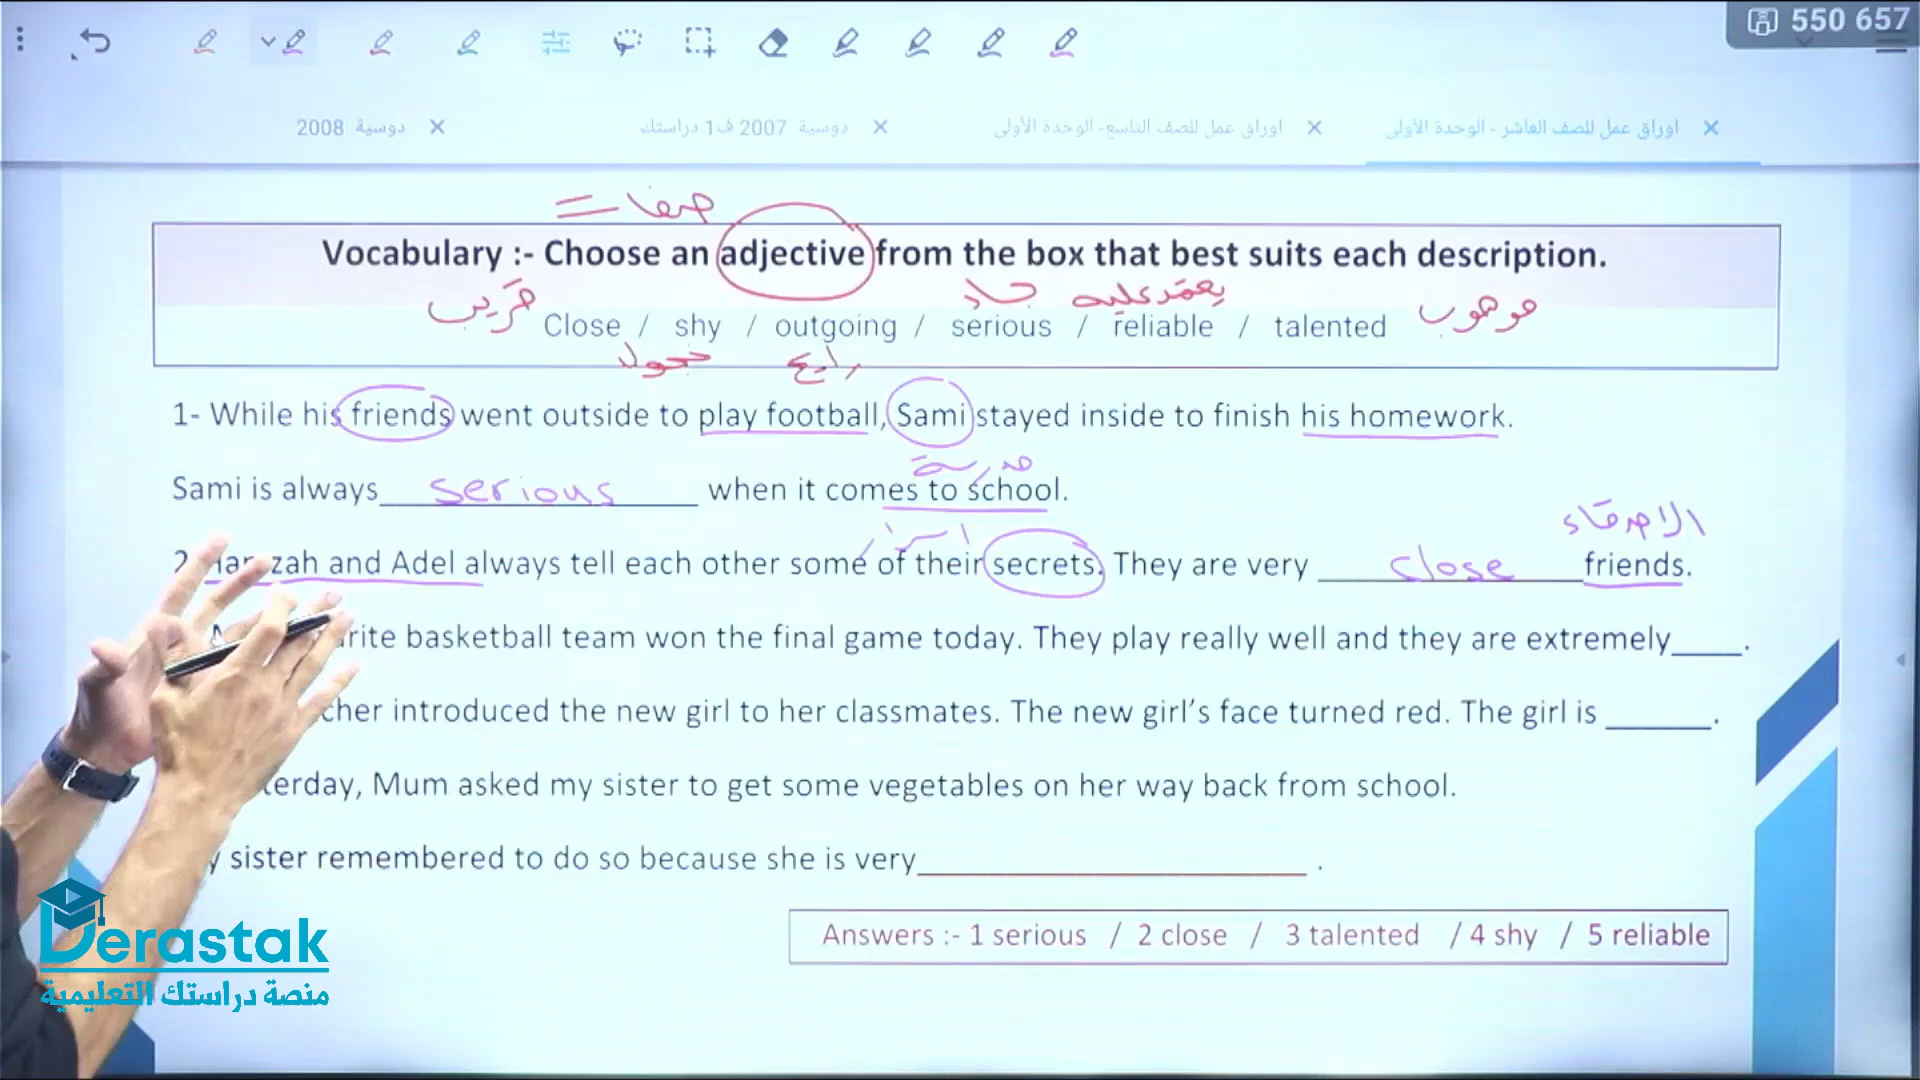 550 657
اوراق عمل للصف العاشر - الوحدة الأولى
اوراق عمل للصف التاسع- الوحدة الأولى
دوسية 2007 ف1 دراستك
دوسية 2008
صفات
Vocabulary :- Choose an adjective from the box that best suits each description.
قريب جاد يعتمد عليه موهوب
Close / shy / outgoing / serious / reliable / talented
خجول رايع
1- While his friends went outside to play football, Sami stayed inside to finish his homework.
مدرسة
Sami is always serious when it comes to school.
اسرار الاصدقاء
2 zah and Adel always tell each other some of their secrets. They are very close friends.
rite basketball team won the final game today. They play really well and they are extremely____.
cher introduced the new girl to her classmates. The new girl's face turned red. The girl is ______.
terday, Mum asked my sister to get some vegetables on her way back from school.
y sister remembered to do so because she is very______________________ .
Answers :- 1 serious / 2 close / 3 talented / 4 shy / 5 reliable
Derastak
منصة دراستك التعليمية